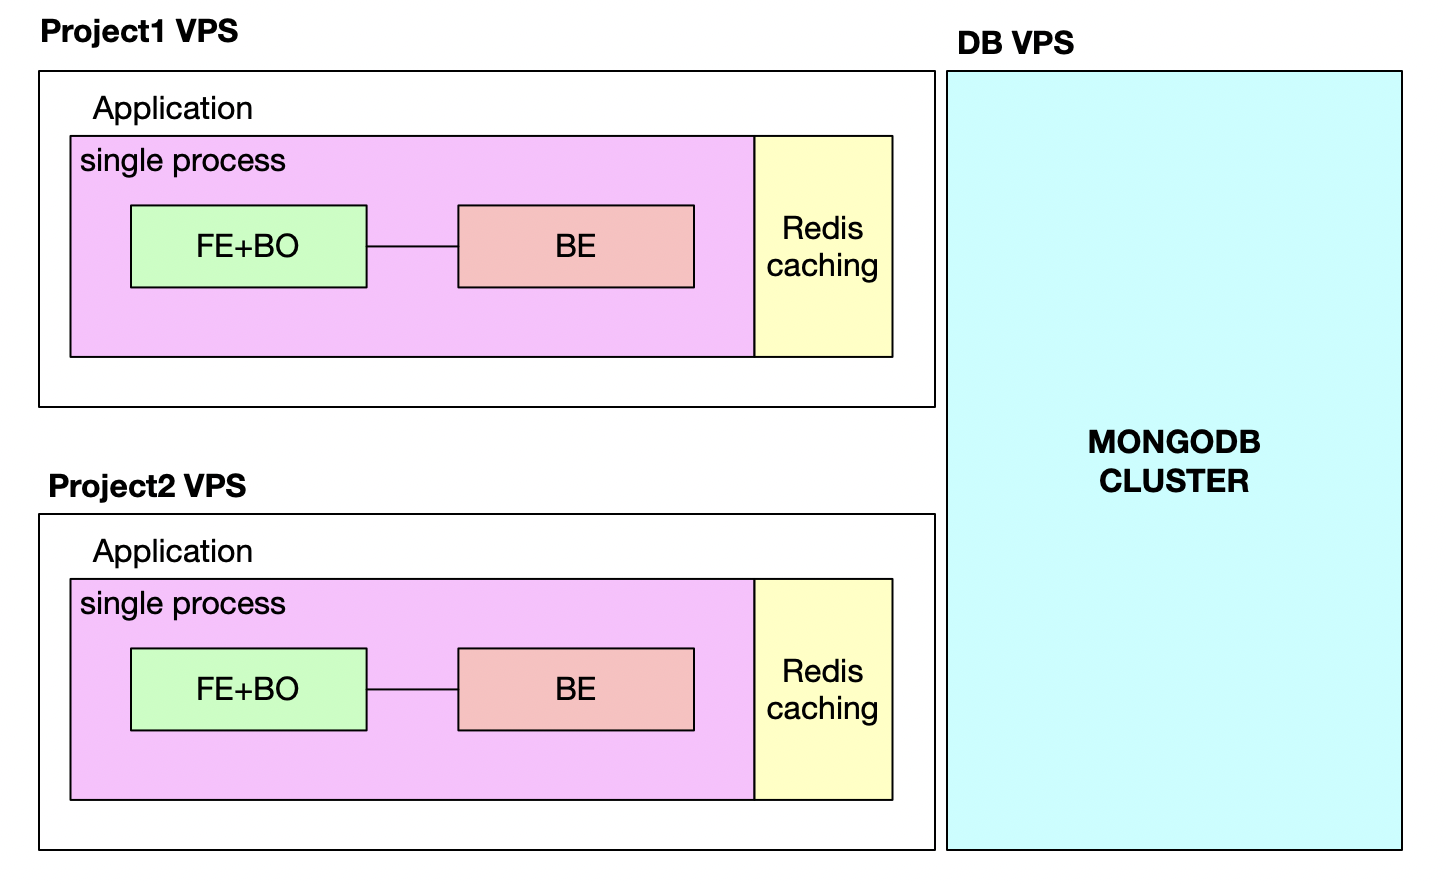 Project1 VPS
Application
single process
FE+BO
BE
Redis
caching
DB VPS
MONGODB
CLUSTER
Project2 VPS
Application
single process
FE+BO
BE
Redis
caching